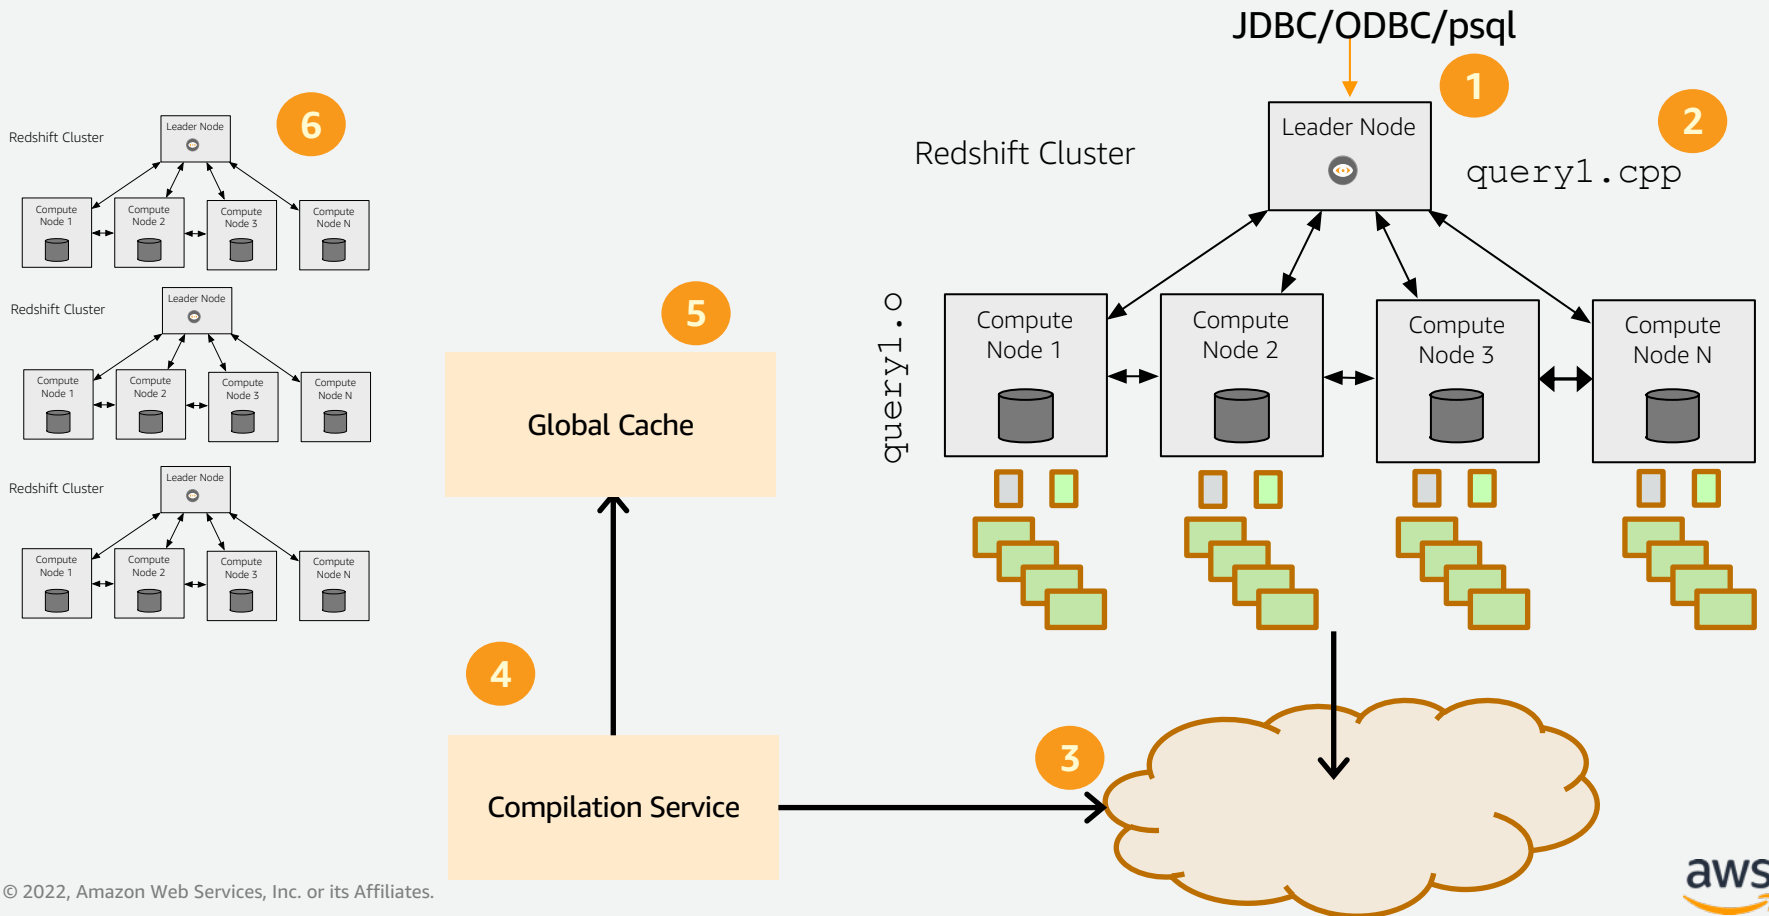 JDBC/ODBC/psql
1
Leader Node
2
Redshift Cluster
query1.cpp
query1.o
Compute
Node 1
Compute
Node 2
Compute
Node 3
Compute
Node N
6
Redshift Cluster
Leader Node
Compute
Node 1
Compute
Node 2
Compute
Node 3
Compute
Node N
Redshift Cluster
Leader Node
Compute
Node 1
Compute
Node 2
Compute
Node 3
Compute
Node N
Redshift Cluster
Leader Node
Compute
Node 1
Compute
Node 2
Compute
Node 3
Compute
Node N
5
Global Cache
4
Compilation Service
3
© 2022, Amazon Web Services, Inc. or its Affiliates.
aws